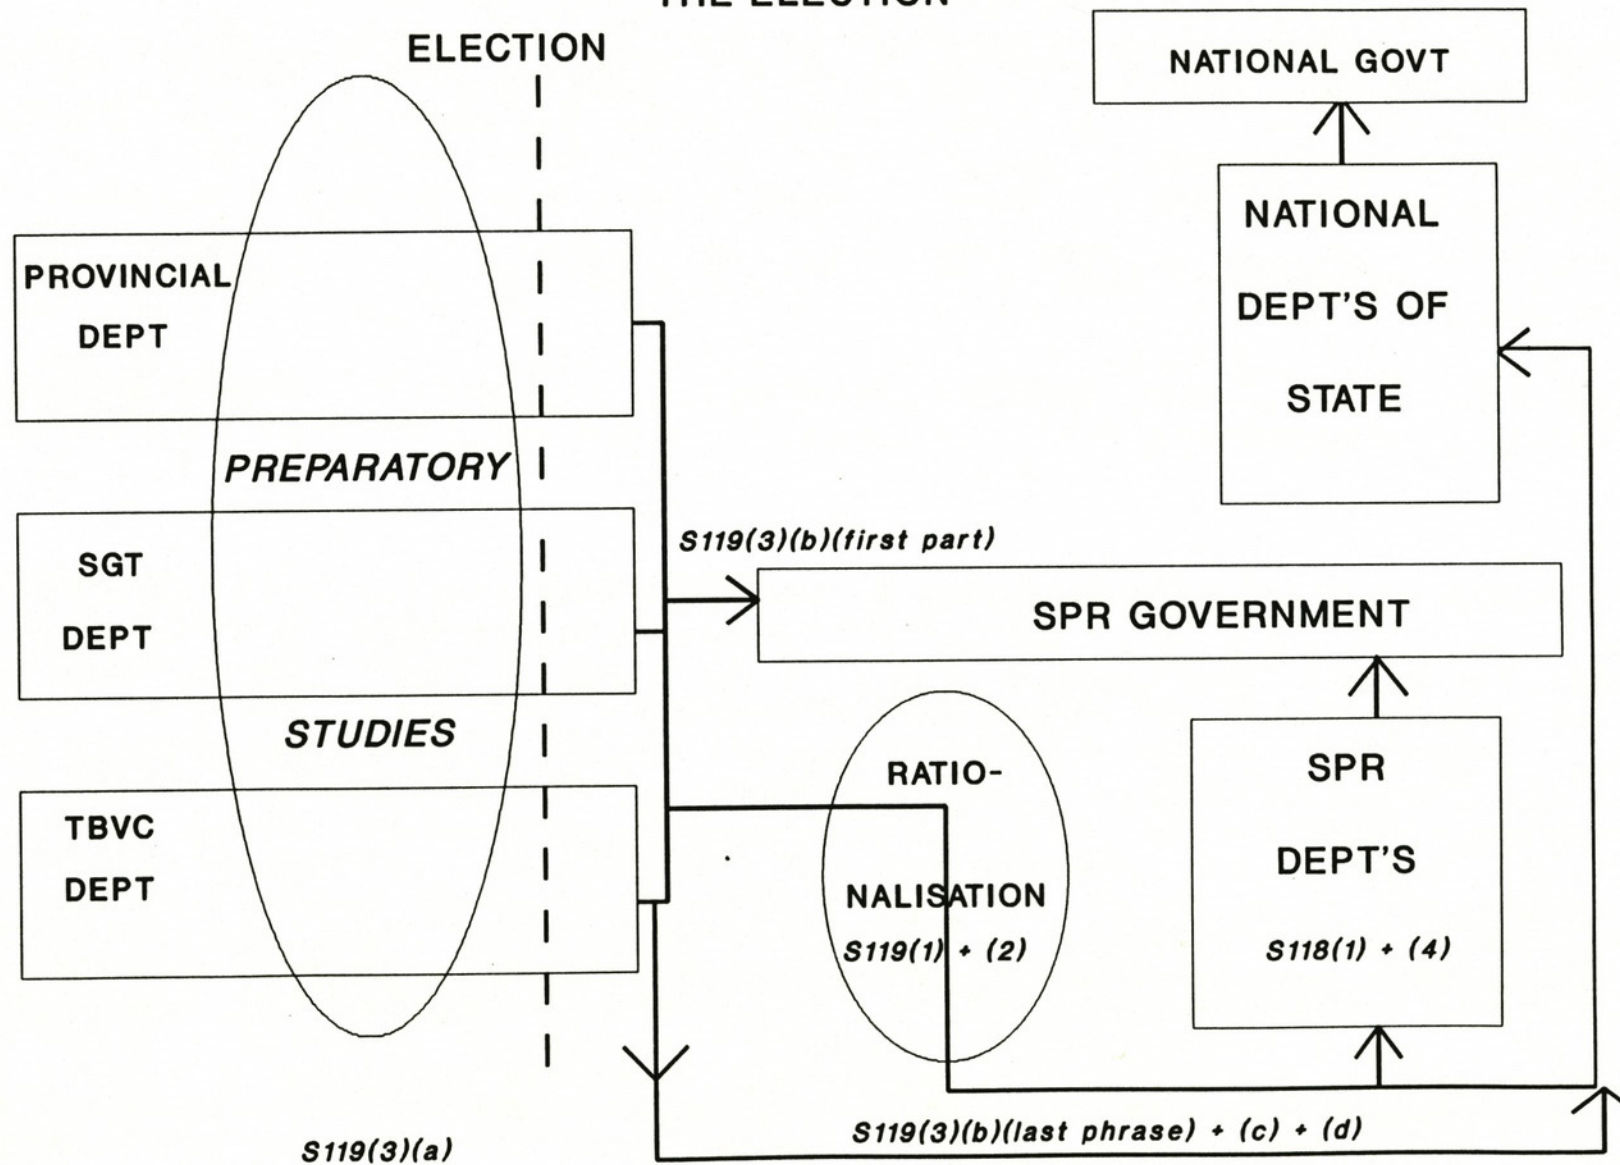 THE ELECTION
ELECTION
NATIONAL GOVT
NATIONAL
DEPT'S OF
STATE
PROVINCIAL
DEPT
PREPARATORY
SGT
DEPT
S119(3)(b)(first part)
SPR GOVERNMENT
STUDIES
TBVC
DEPT
RATIO-
NALISATION
S119(1) + (2)
SPR
DEPT'S
S118(1) + (4)
S119(3)(b)(last phrase) + (c) + (d)
S119(3)(a)